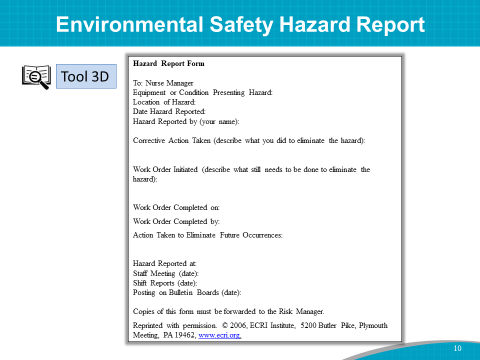 Environmental Safety Hazard Report
Tool 3D
Hazard Report Form
To: Nurse Manager
Equipment or Condition Presenting Hazard:
Location of Hazard:
Date Hazard Reported:
Hazard Reported by (your name):
Corrective Action Taken (describe what you did to eliminate the hazard):
Work Order Initiated (describe what still needs to be done to eliminate the
hazard):
Work Order Completed on:
Work Order Completed by:
Action Taken to Eliminate Future Occurrences:
Hazard Reported at:
Staff Meeting (date):
Shift Reports (date):
Posting on Bulletin Boards (date):
Copies of this form must be forwarded to the Risk Manager.
Reprinted with permission. © 2006, ECRI Institute, 5200 Butler Pike, Plymouth
Meeting, PA 19462, www.ecri.org.
10